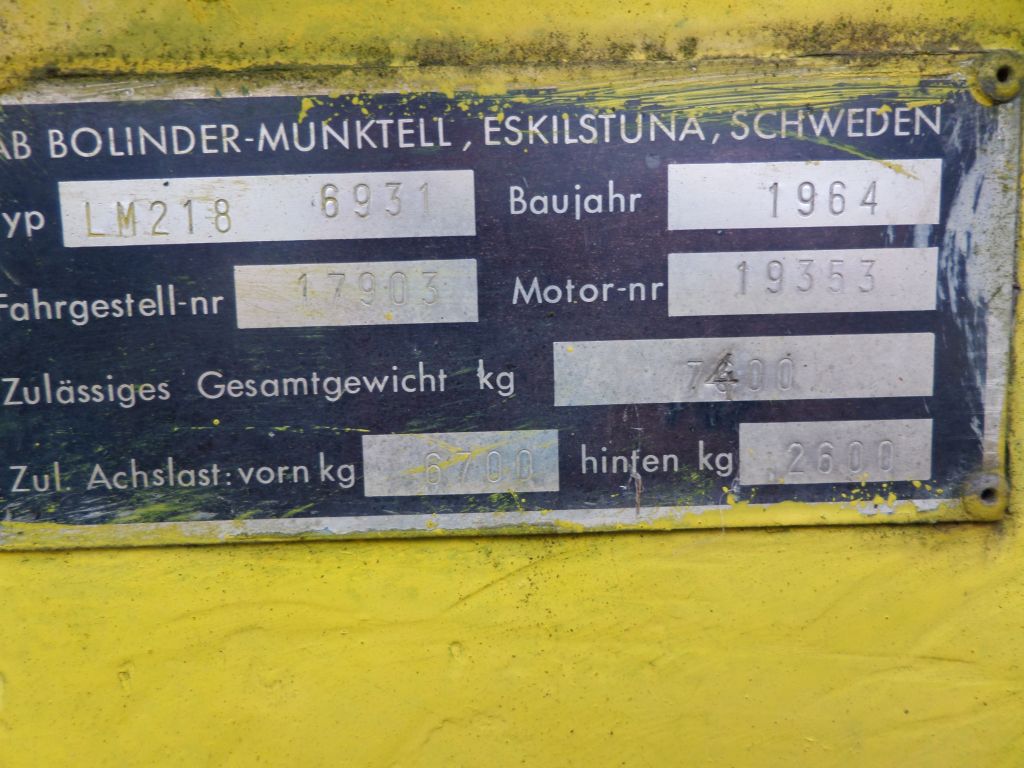 AB BOLINDER-MUNKTELL, ESKILSTUNA, SCHWEDEN
yp LM218 6931 Baujahr 1964
Fahrgestell-nr 17903 Motor-nr 19353
Zulässiges Gesamtgewicht kg 7400
Zul. Achslast: vorn kg 6700 hinten kg 2600